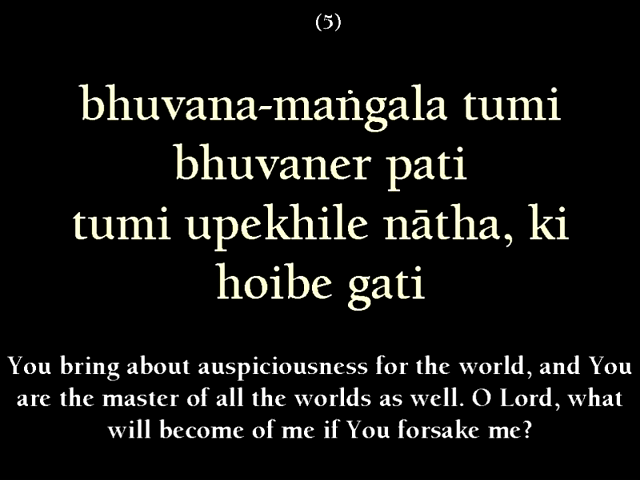 (5)
bhuvana-maṅgala tumi
bhuvaner pati
tumi upekhile nātha, ki
hoibe gati
You bring about auspiciousness for the world, and You
are the master of all the worlds as well. O Lord, what
will become of me if You forsake me?